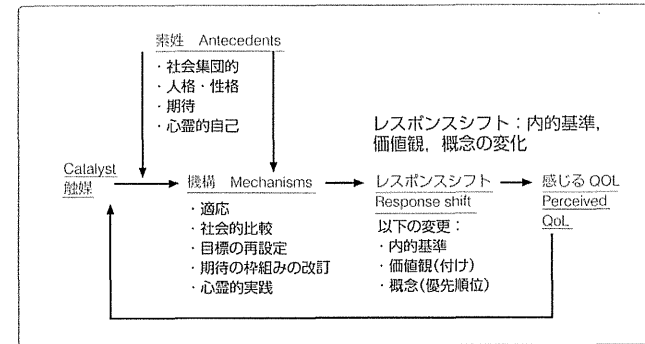 素姓 Antecedents
・社会集団的
・人格・性格
・期待
・心霊的自己
レスポンスシフト：内的基準，
価値観，概念の変化
Catalyst
触媒
機構 Mechanisms
・適応
・社会的比較
・目標の再設定
・期待の枠組みの改訂
・心霊的実践
レスポンスシフト
Response shift
以下の変更：
・内的基準
・価値観(付け)
・概念(優先順位)
感じる QOL
Perceived
QoL